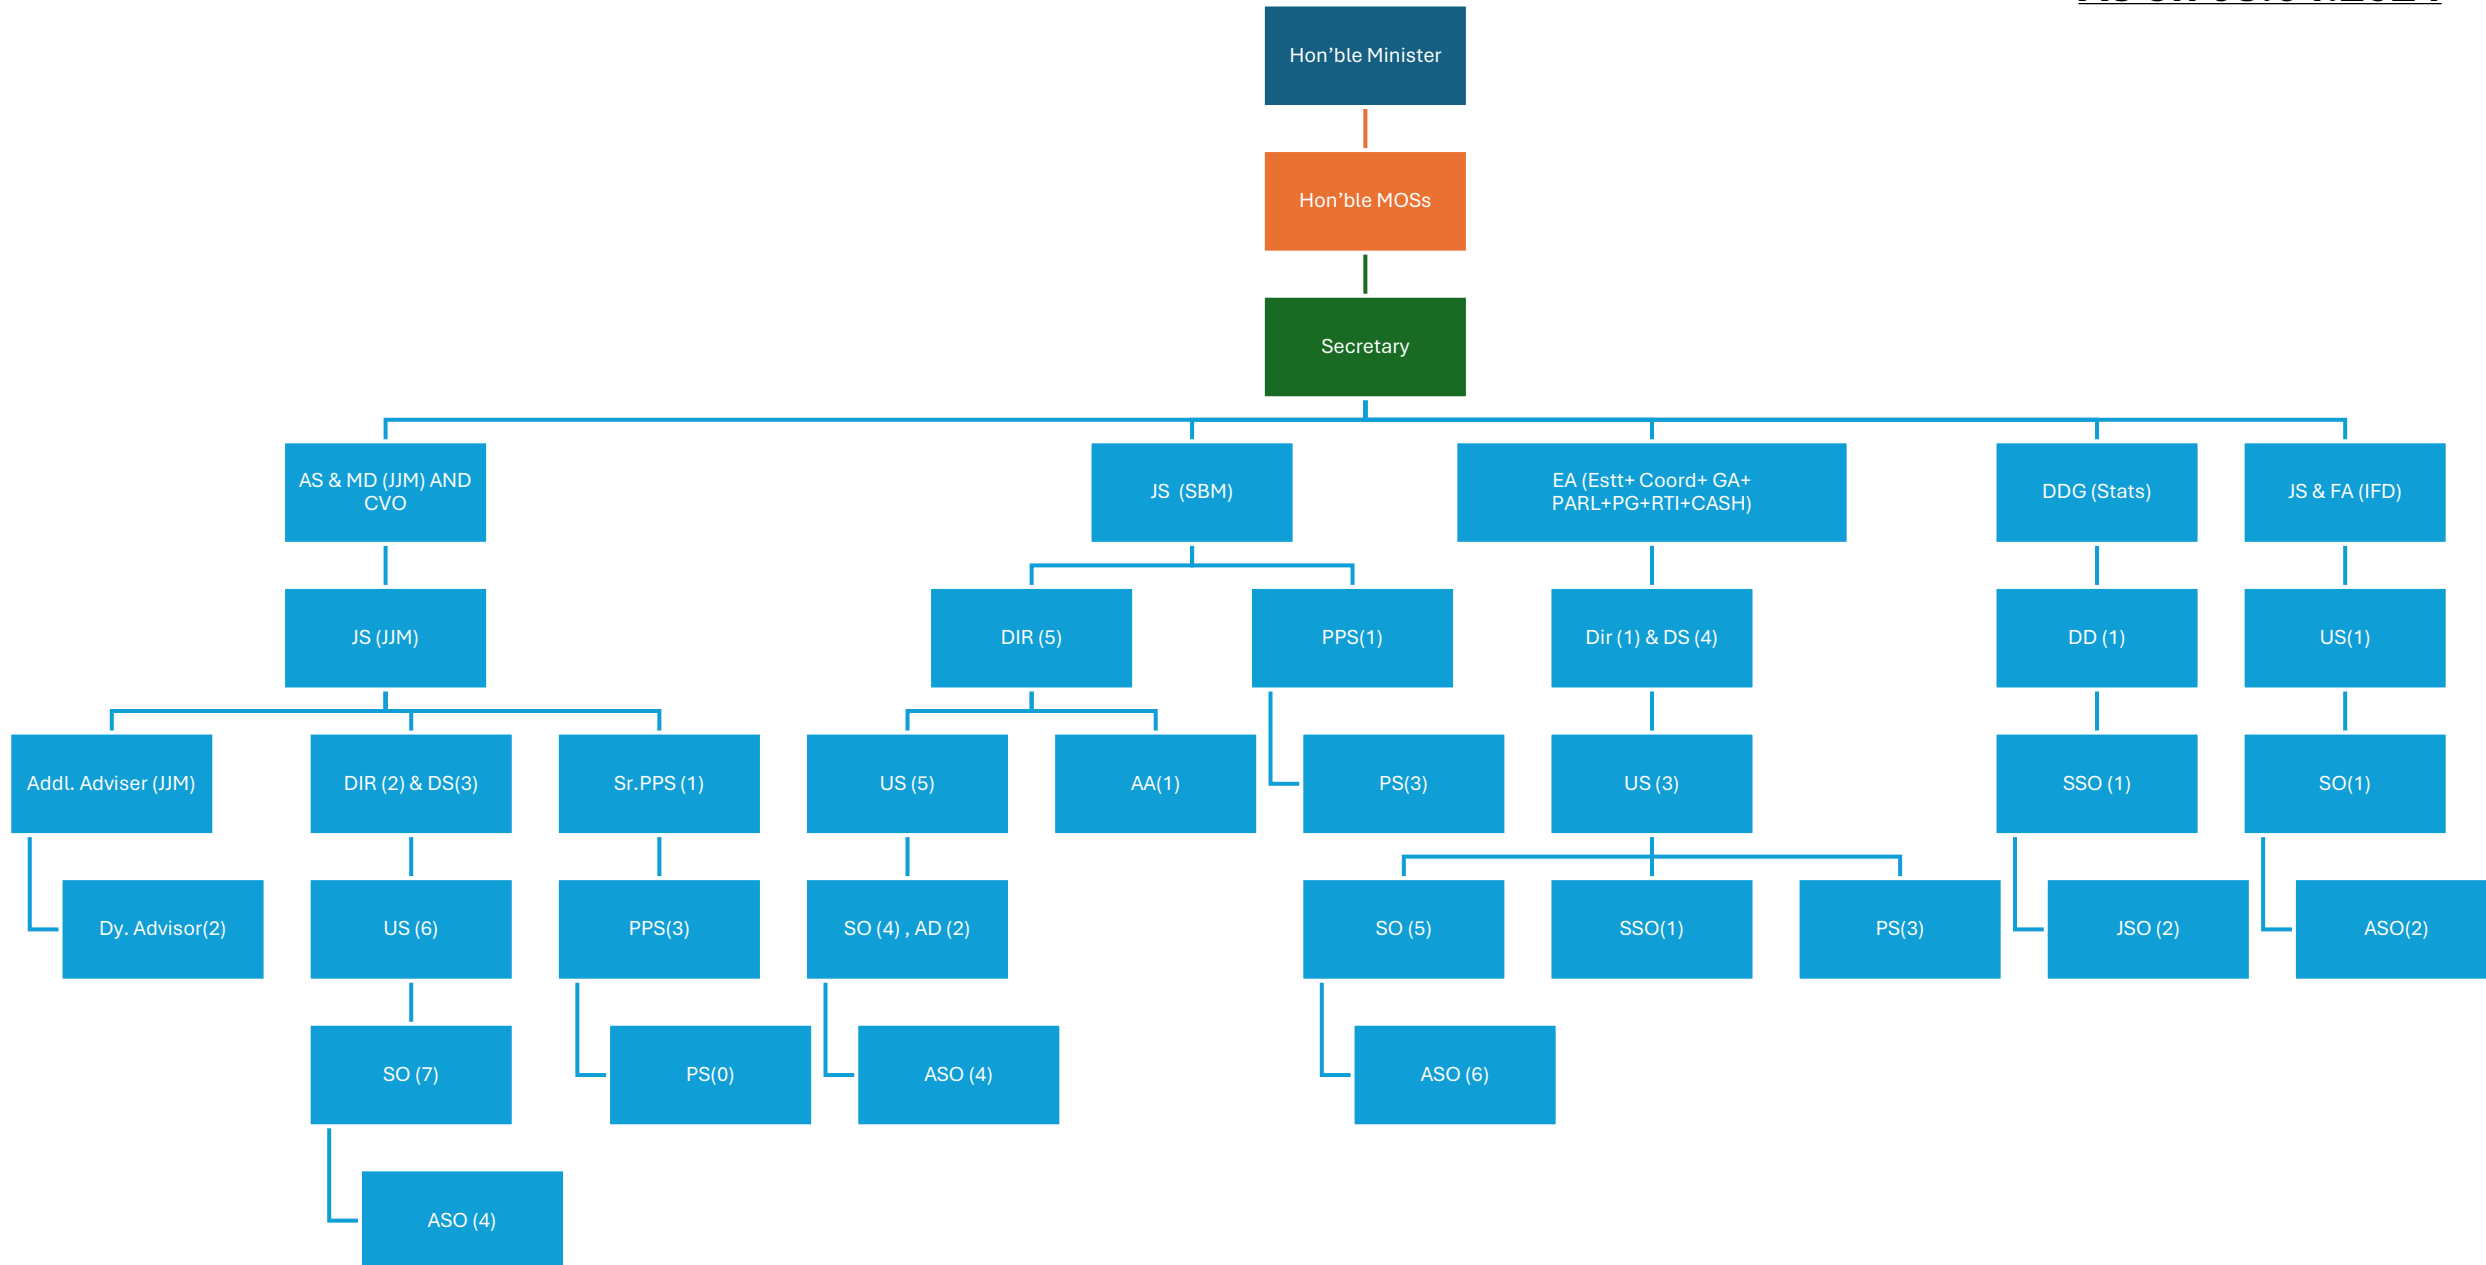 Hon’ble Minister
Hon’ble MOSs
Secretary
AS & MD (JJM) AND
CVO
JS (SBM)
EA (Estt+ Coord+ GA+
PARL+PG+RTI+CASH)
DDG (Stats)
JS & FA (IFD)
JS (JJM)
DIR (5)
PPS(1)
Dir (1) & DS (4)
DD (1)
US(1)
Addl. Adviser (JJM)
DIR (2) & DS(3)
Sr.PPS (1)
US (5)
AA(1)
PS(3)
US (3)
SSO (1)
SO(1)
Dy. Advisor(2)
US (6)
PPS(3)
SO (4) , AD (2)
SO (5)
SSO(1)
PS(3)
JSO (2)
ASO(2)
SO (7)
PS(0)
ASO (4)
ASO (6)
ASO (4)